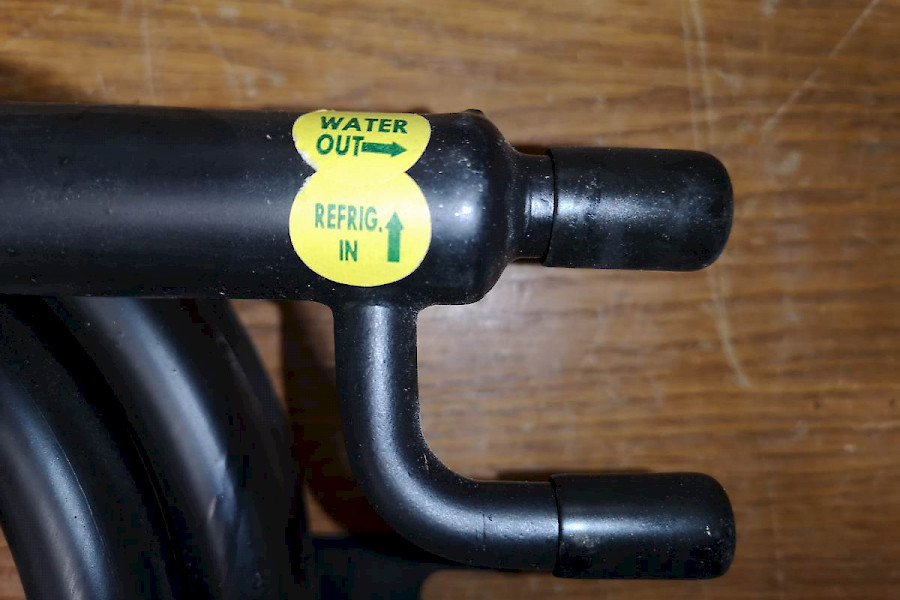 WATER
OUT
REFRIG.
IN